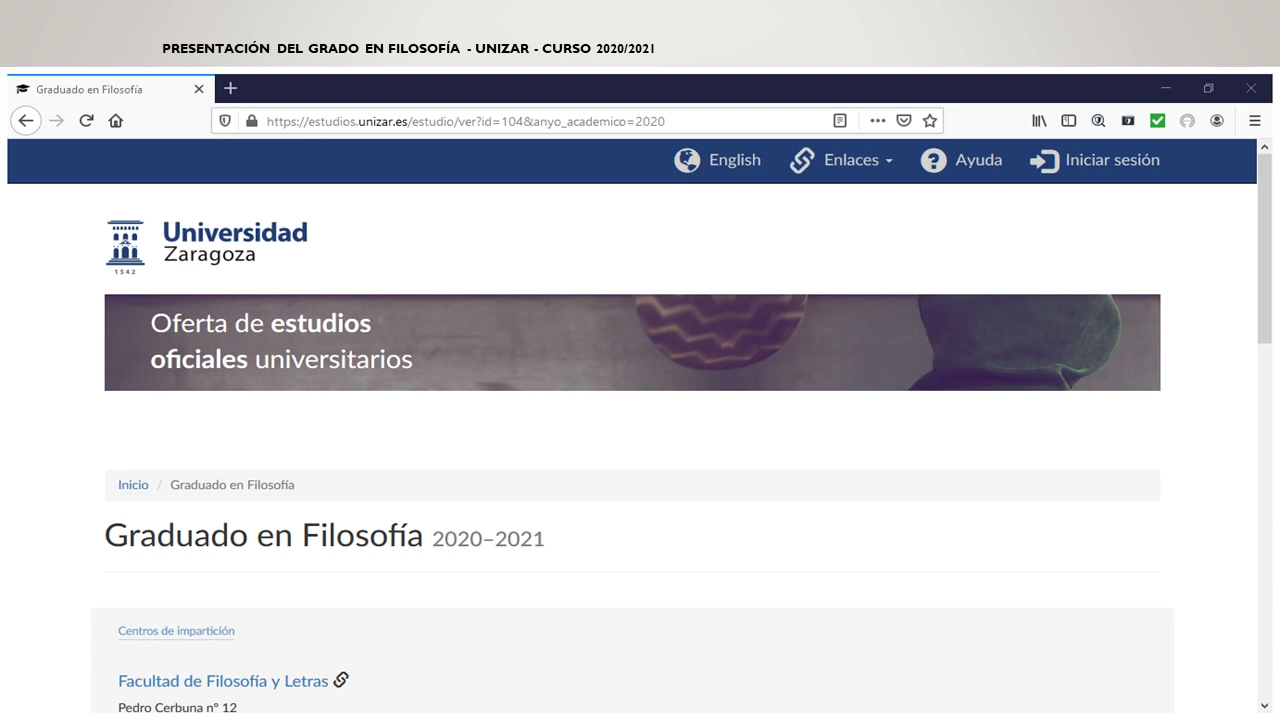 PRESENTACIÓN DEL GRADO EN FILOSOFÍA - UNIZAR - CURSO 2020/2021
Graduado en Filosofía
https://estudios.unizar.es/estudio/ver?id=104&anyo_academico=2020
English Enlaces Ayuda Iniciar sesión
Universidad
Zaragoza
1542
Oferta de estudios
oficiales universitarios
Inicio / Graduado en Filosofía
Graduado en Filosofía 2020–2021
Centros de impartición
Facultad de Filosofía y Letras
Pedro Cerbuna nº 12